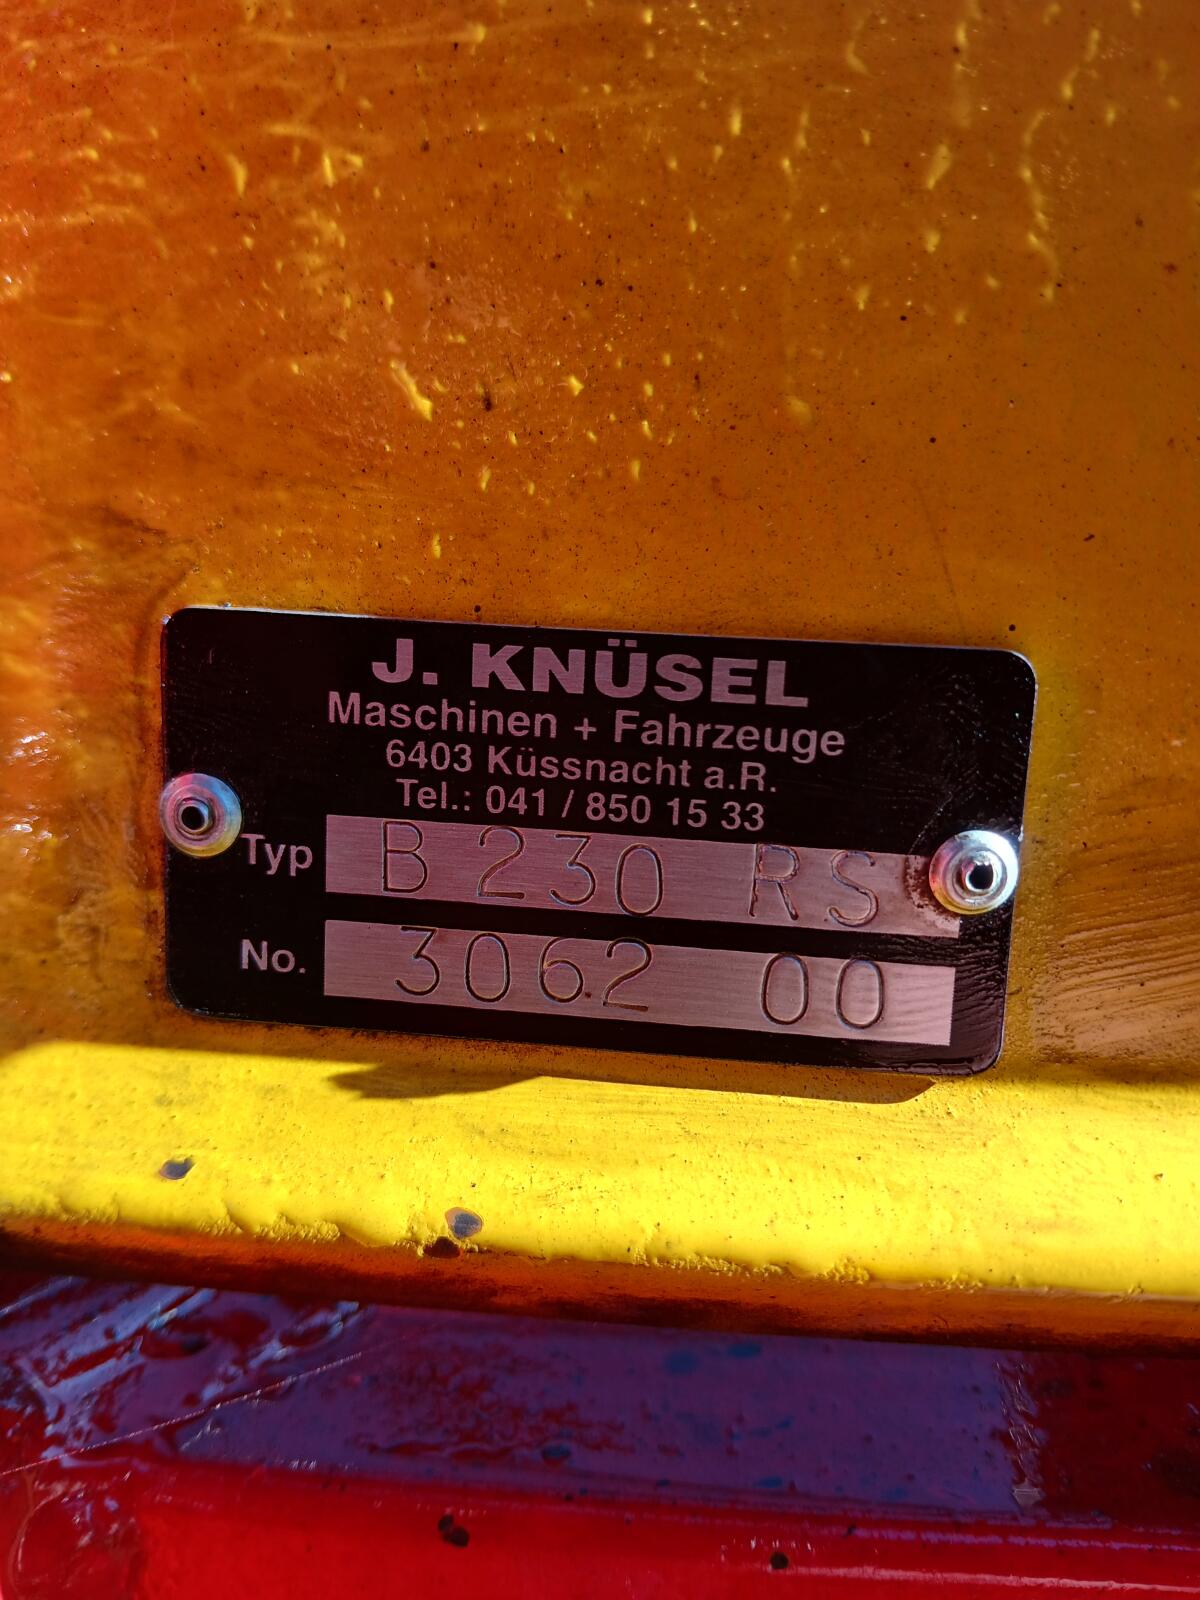 J. KNÜSEL
Maschinen + Fahrzeuge
6403 Küssnacht a.R.
Tel.: 041 / 850 15 33
Typ B 230 RS
No. 3062 00